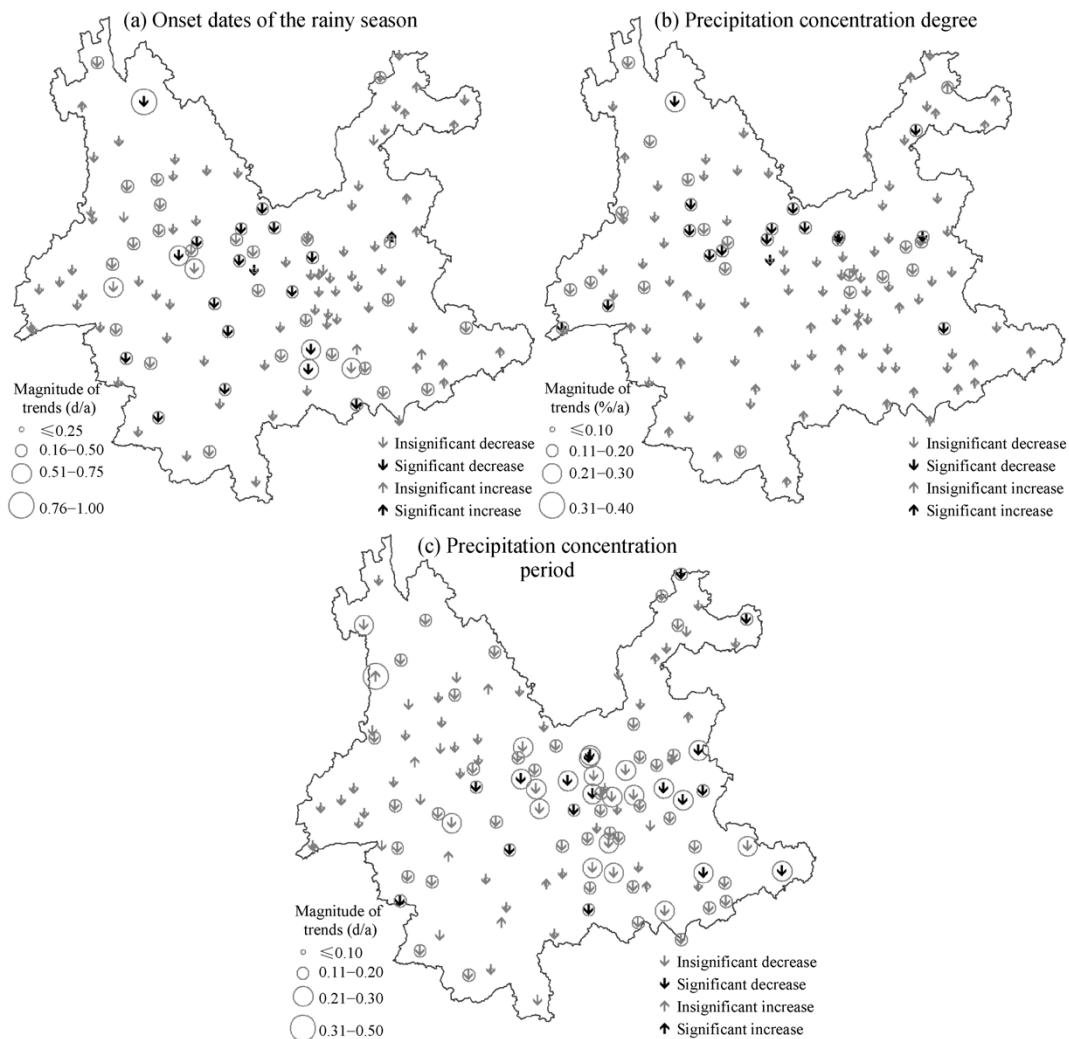 (a) Onset dates of the rainy season
(b) Precipitation concentration degree
Magnitude of
trends (d/a)
≤0.25
0.16−0.50
0.51−0.75
0.76−1.00
Insignificant decrease
Significant decrease
Insignificant increase
Significant increase
Magnitude of
trends (%/a)
≤0.10
0.11−0.20
0.21−0.30
0.31−0.40
Insignificant decrease
Significant decrease
Insignificant increase
Significant increase
(c) Precipitation concentration
period
Magnitude of
trends (d/a)
≤0.10
0.11−0.20
0.21−0.30
0.31−0.50
Insignificant decrease
Significant decrease
Insignificant increase
Significant increase